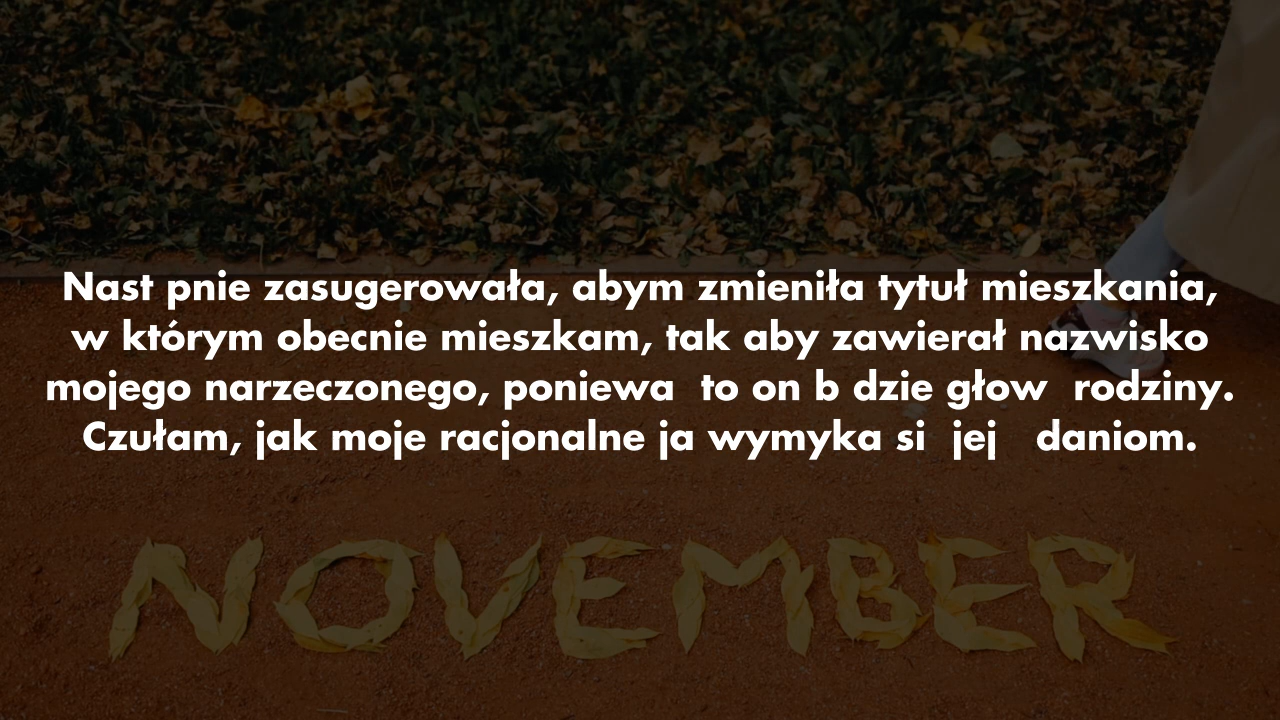 Nast pnie zasugerowała, abym zmieniła tytuł mieszkania,
w którym obecnie mieszkam, tak aby zawierał nazwisko
mojego narzeczonego, poniewa  to on b dzie głow  rodziny.
Czułam, jak moje racjonalne ja wymyka si  jej   daniom.
NOVEMBER